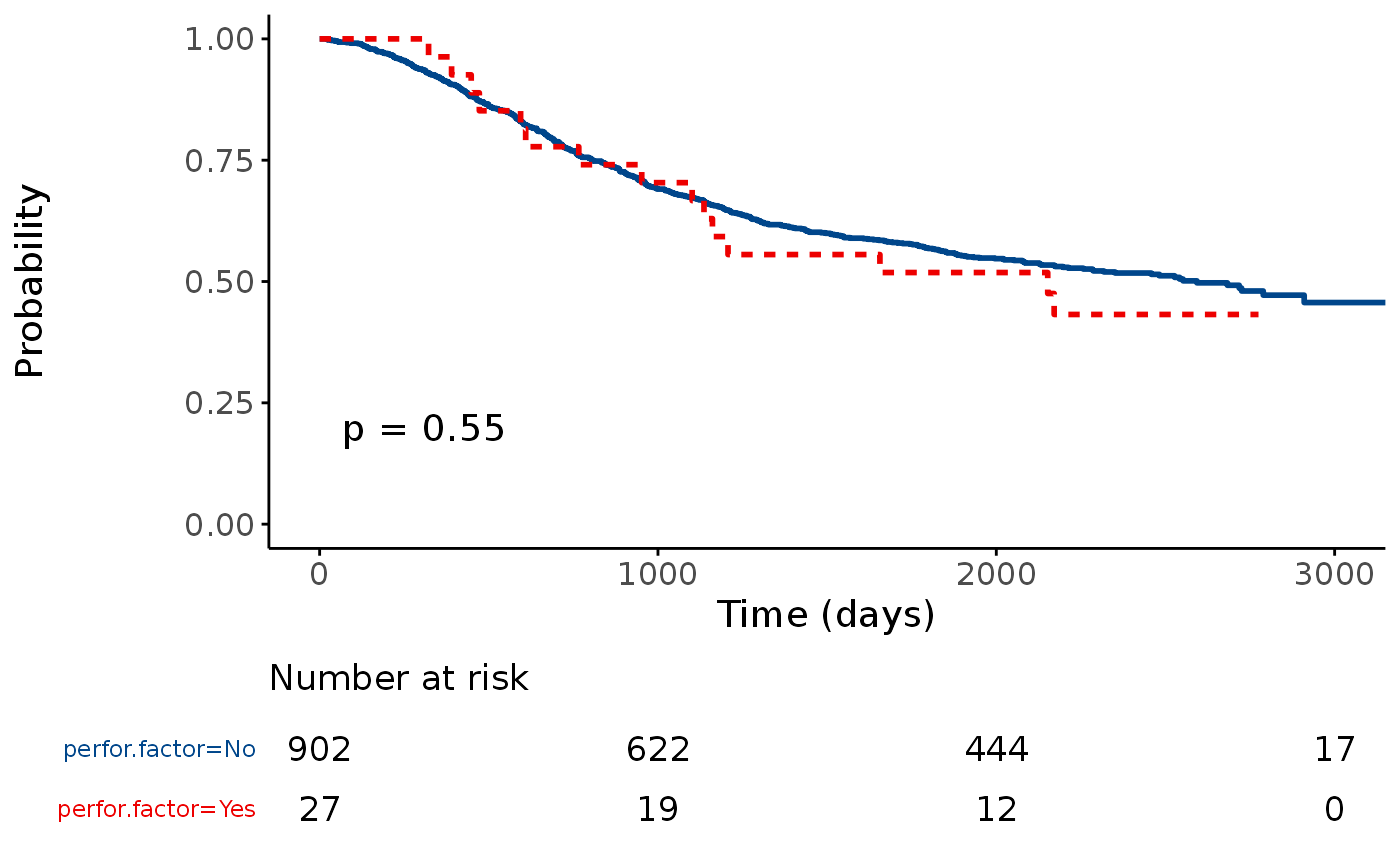 Probability
1.00
0.75
0.50
0.25
0.00
p = 0.55
0 1000 2000 3000
Time (days)
Number at risk
perfor.factor=No 902 622 444 17
perfor.factor=Yes 27 19 12 0